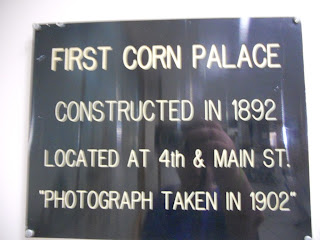 FIRST CORN PALACE
CONSTRUCTED IN 1892
LOCATED AT 4th & MAIN ST.
"PHOTOGRAPH TAKEN IN 1902"